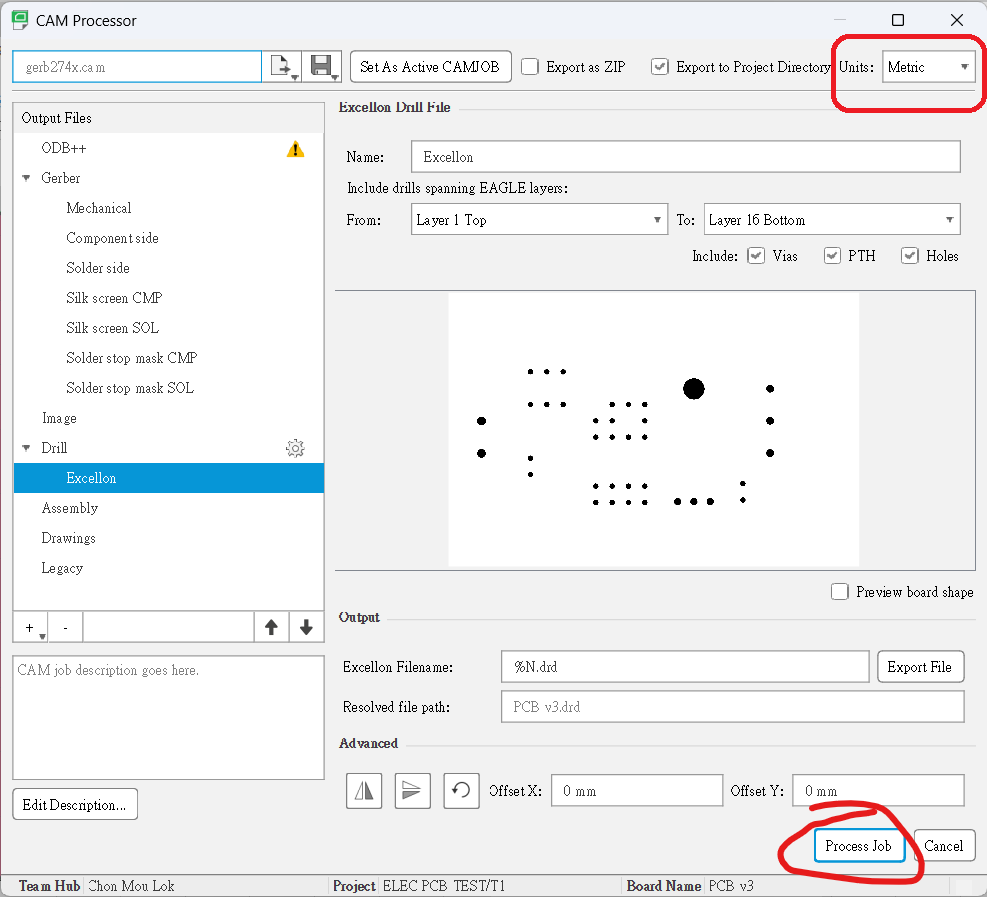 CAM Processor
gerb274x.cam
Set As Active CAMJOB
Export as ZIP
Export to Project Directory
Units:
Metric
Output Files
ODB++
Gerber
Mechanical
Component side
Solder side
Silk screen CMP
Silk screen SOL
Solder stop mask CMP
Solder stop mask SOL
Image
Drill
Excellon
Assembly
Drawings
Legacy
+
-
CAM job description goes here.
Edit Description...
Excellon Drill File
Name:
Excellon
Include drills spanning EAGLE layers:
From:
Layer 1 Top
To:
Layer 16 Bottom
Include:
Vias
PTH
Holes
Preview board shape
Output
Excellon Filename:
%N.drd
Export File
Resolved file path:
PCB v3.drd
Advanced
Offset X:
0 mm
Offset Y:
0 mm
Process Job
Cancel
Team Hub Chon Mou Lok
Project ELEC PCB TEST/T1
Board Name PCB v3